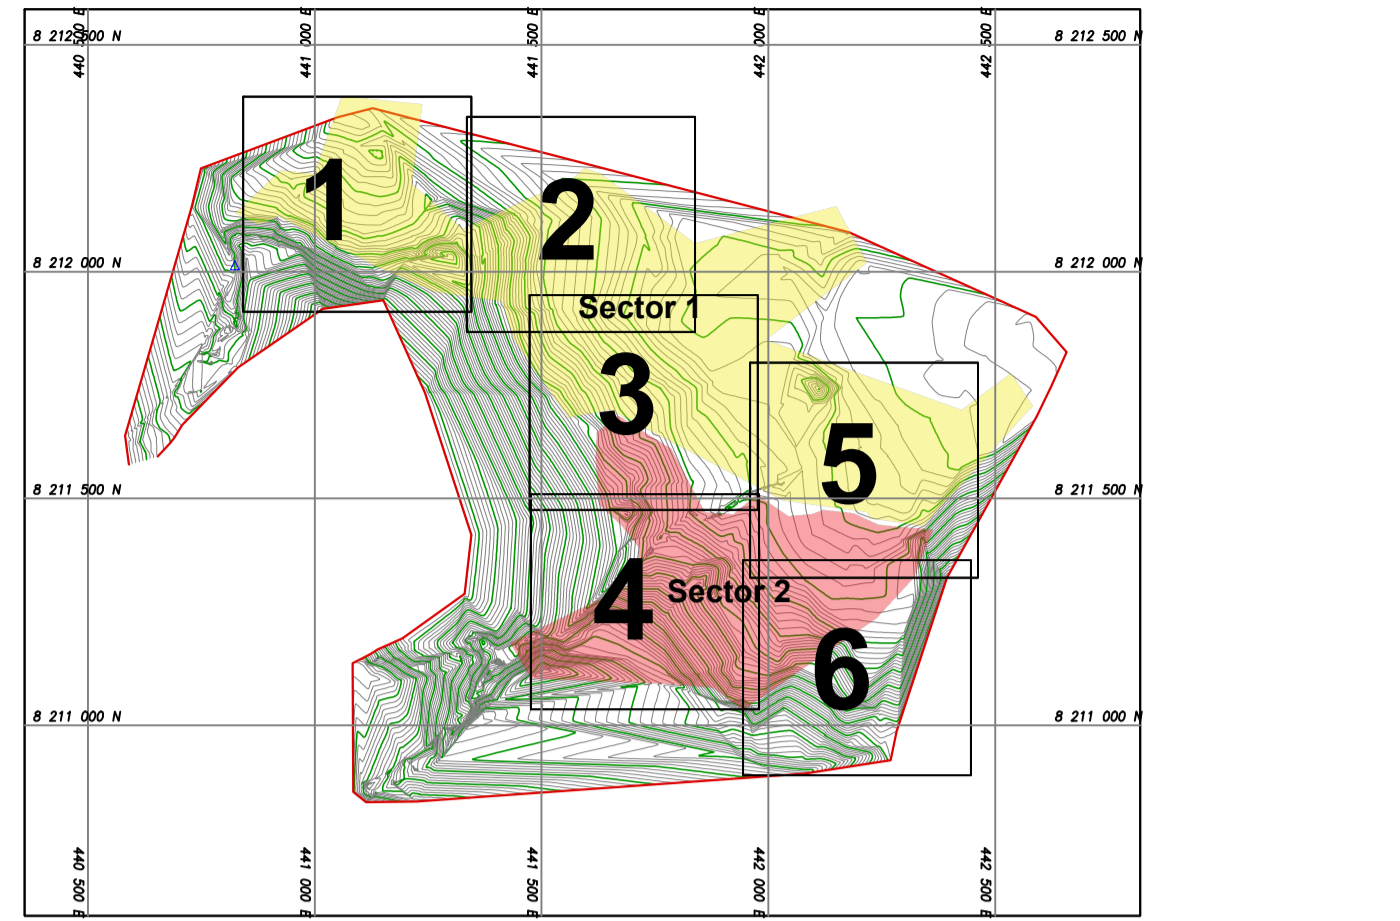 440 500 E
441 000 E
441 500 E
442 000 E
442 500 E
8 212 500 N
8 212 500 N
1
2
8 212 000 N
8 212 000 N
Sector 1
3
5
8 211 500 N
8 211 500 N
4
Sector 2
6
8 211 000 N
8 211 000 N
440 500 E
441 000 E
441 500 E
442 000 E
442 500 E